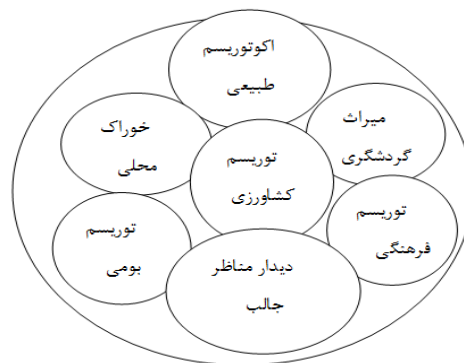 اکوتوریسم
طبیعی
میراث
گردشگری
خوراک
محلی
توریسم
کشاورزی
توریسم
فرهنگی
توریسم
بومی
دیدار مناظر
جالب